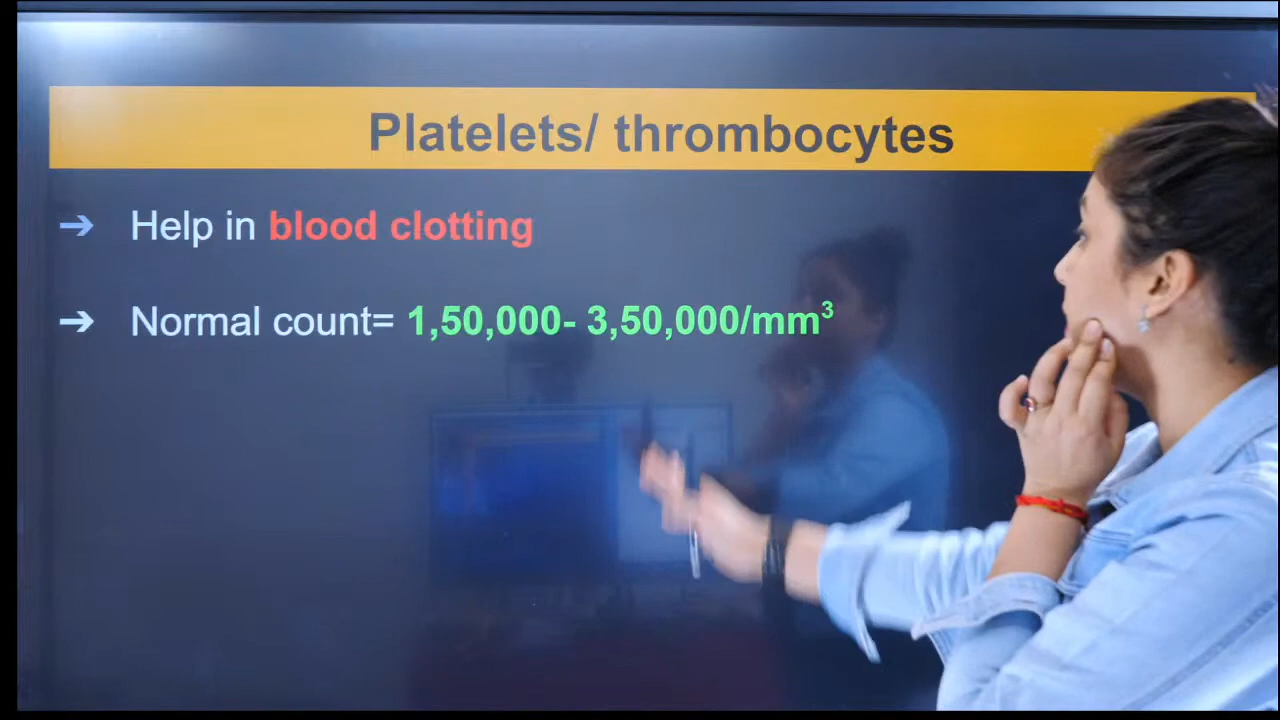 Platelets/ thrombocytes
➔ Help in blood clotting
➔ Normal count= 1,50,000- 3,50,000/mm³